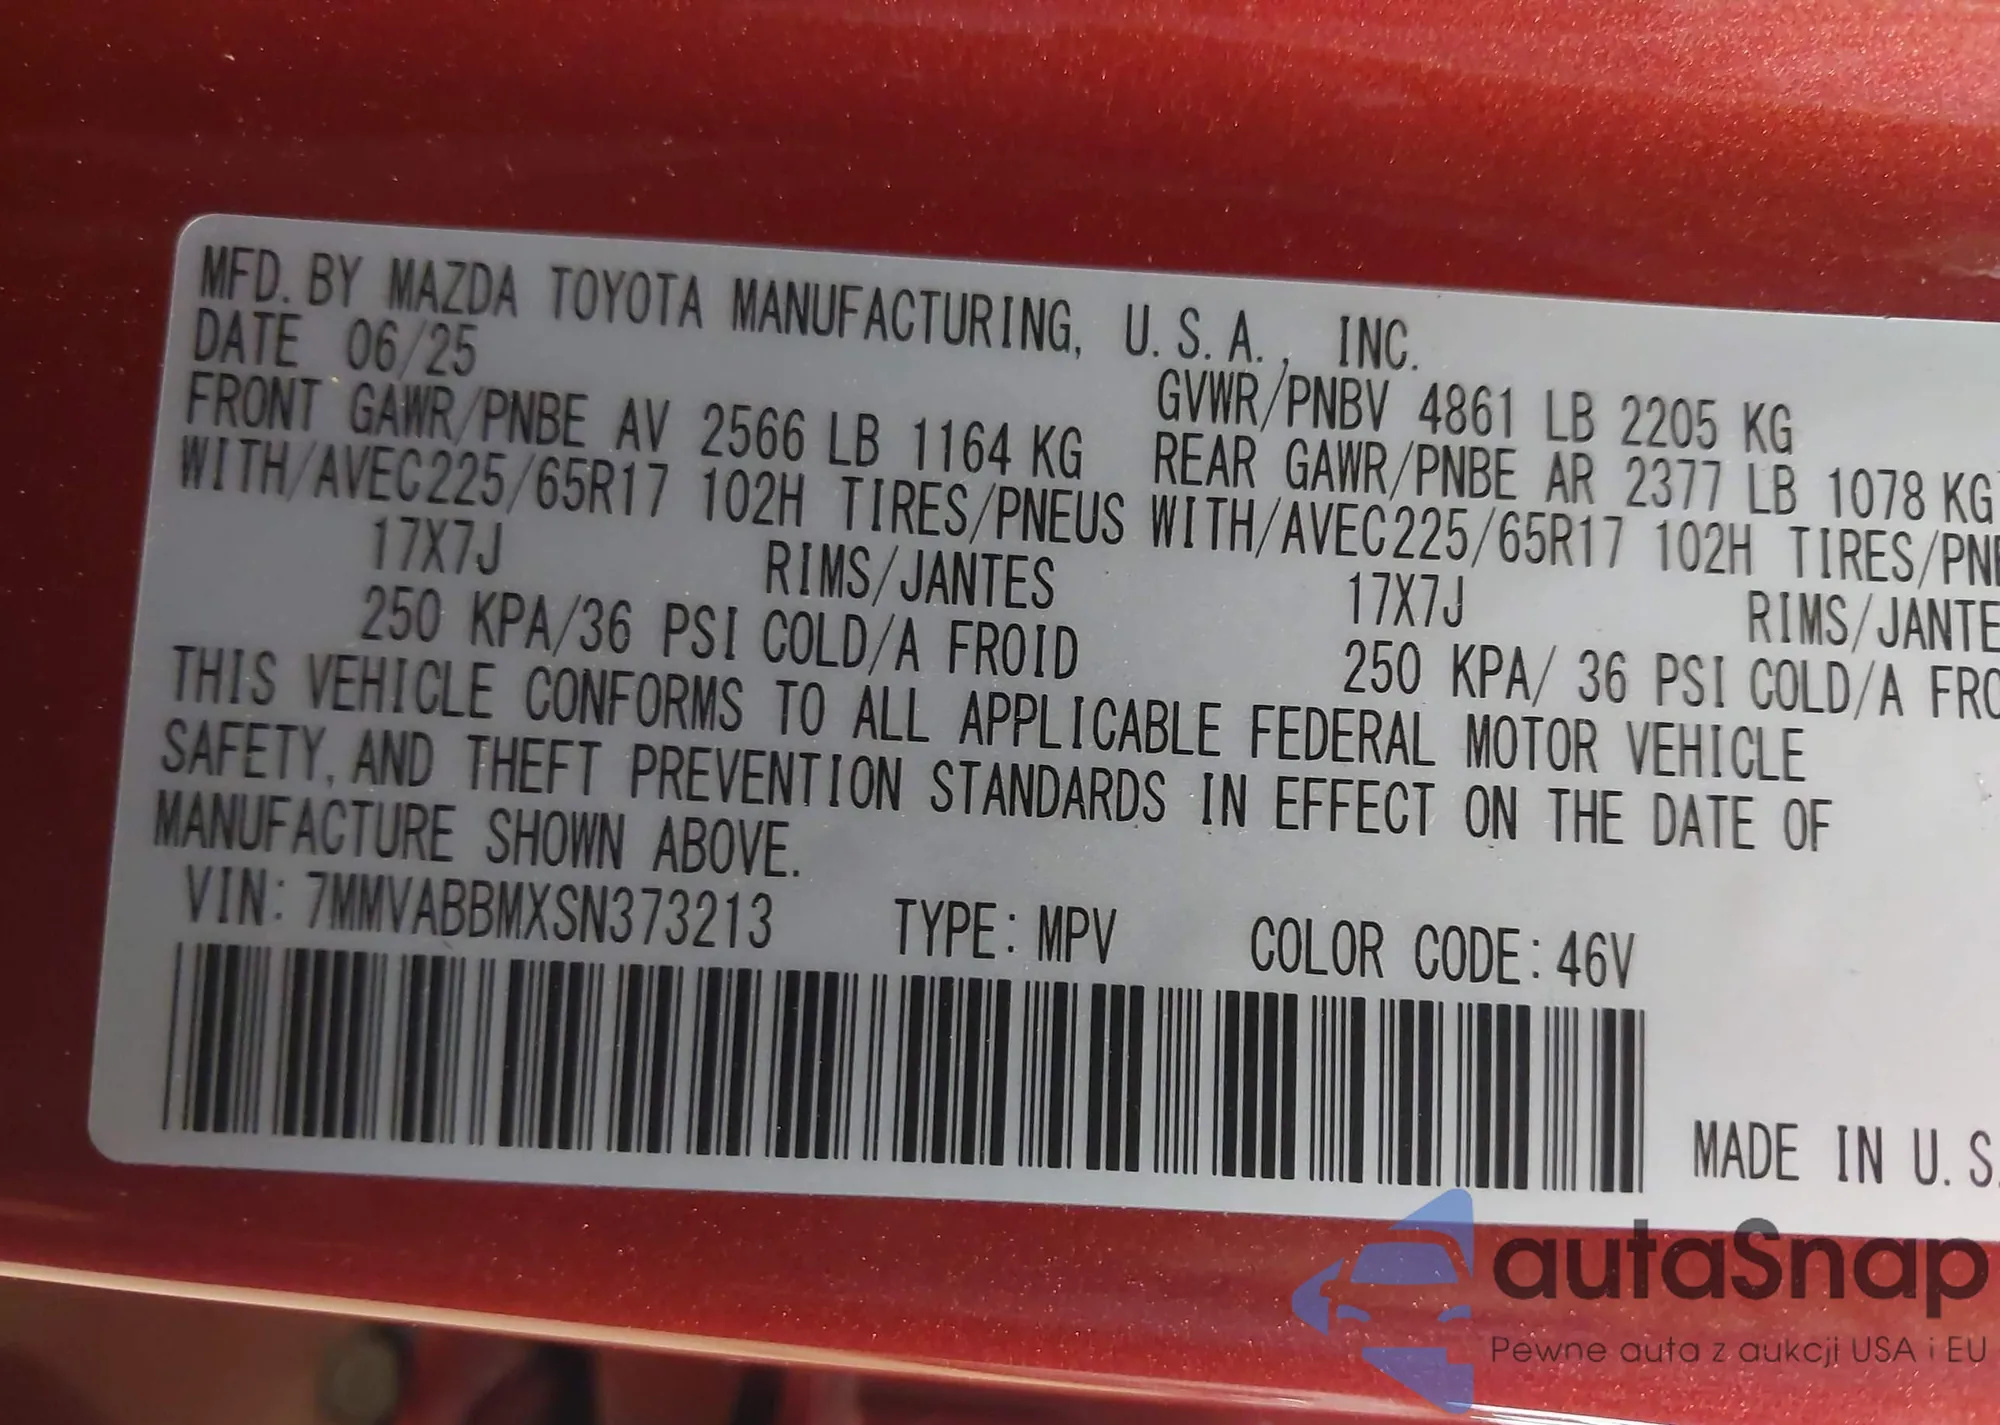 MFD. BY MAZDA TOYOTA MANUFACTURING, U.S.A., INC.
DATE 06/25 GVWR/PNBV 4861 LB 2205 KG
FRONT GAWR/PNBE AV 2566 LB 1164 KG REAR GAWR/PNBE AR 2377 LB 1078 KG
WITH/AVEC225/65R17 102H TIRES/PNEUS WITH/AVEC225/65R17 102H TIRES/PNE
17X7J RIMS/JANTES 17X7J RIMS/JANTE
250 KPA/36 PSI COLD/A FROID 250 KPA/ 36 PSI COLD/A FRO
THIS VEHICLE CONFORMS TO ALL APPLICABLE FEDERAL MOTOR VEHICLE
SAFETY, AND THEFT PREVENTION STANDARDS IN EFFECT ON THE DATE OF
MANUFACTURE SHOWN ABOVE.
VIN: 7MMVABBMXSN373213 TYPE: MPV COLOR CODE: 46V
MADE IN U.S.
autaSnap
Pewne auta z aukcji USA i EU